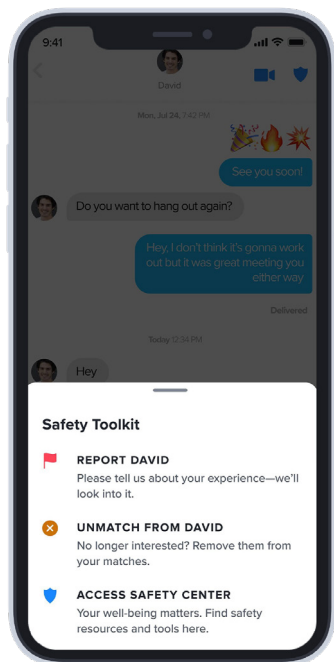 9:41
David
Mon, Jul 24, 7:42 PM
See you soon!
Do you want to hang out again?
Hey, I don't think it's gonna work
out but it was great meeting you
either way
Delivered
Today 12:34 PM
Hey
Safety Toolkit
REPORT DAVID
Please tell us about your experience—we'll
look into it.
UNMATCH FROM DAVID
No longer interested? Remove them from
your matches.
ACCESS SAFETY CENTER
Your well-being matters. Find safety
resources and tools here.